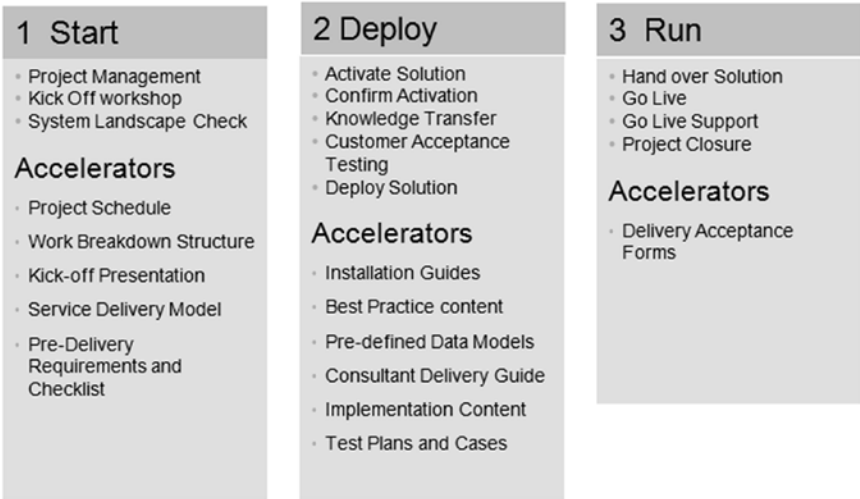 1 Start
Project Management
Kick Off workshop
System Landscape Check
Accelerators
Project Schedule
Work Breakdown Structure
Kick-off Presentation
Service Delivery Model
Pre-Delivery
Requirements and
Checklist
2 Deploy
Activate Solution
Confirm Activation
Knowledge Transfer
Customer Acceptance
Testing
Deploy Solution
Accelerators
Installation Guides
Best Practice content
Pre-defined Data Models
Consultant Delivery Guide
Implementation Content
Test Plans and Cases
3 Run
Hand over Solution
Go Live
Go Live Support
Project Closure
Accelerators
Delivery Acceptance
Forms